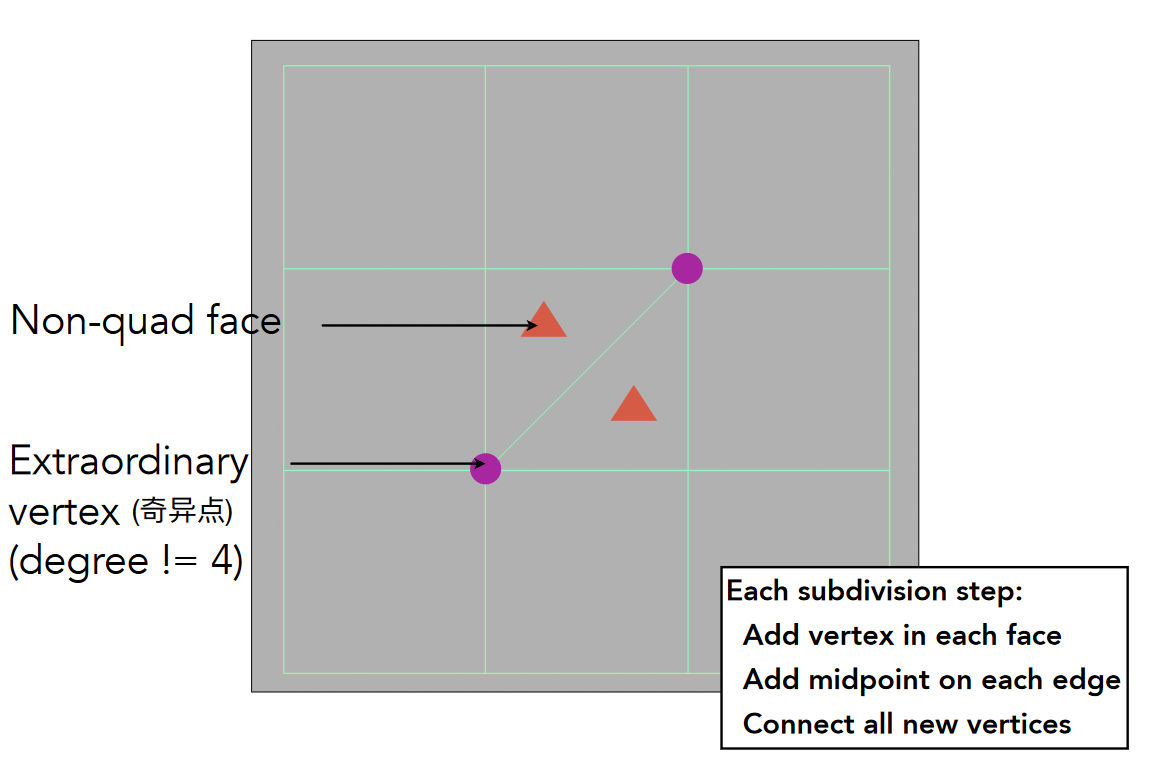 Non-quad face
Extraordinary
vertex (奇异点)
(degree != 4)
Each subdivision step:
Add vertex in each face
Add midpoint on each edge
Connect all new vertices